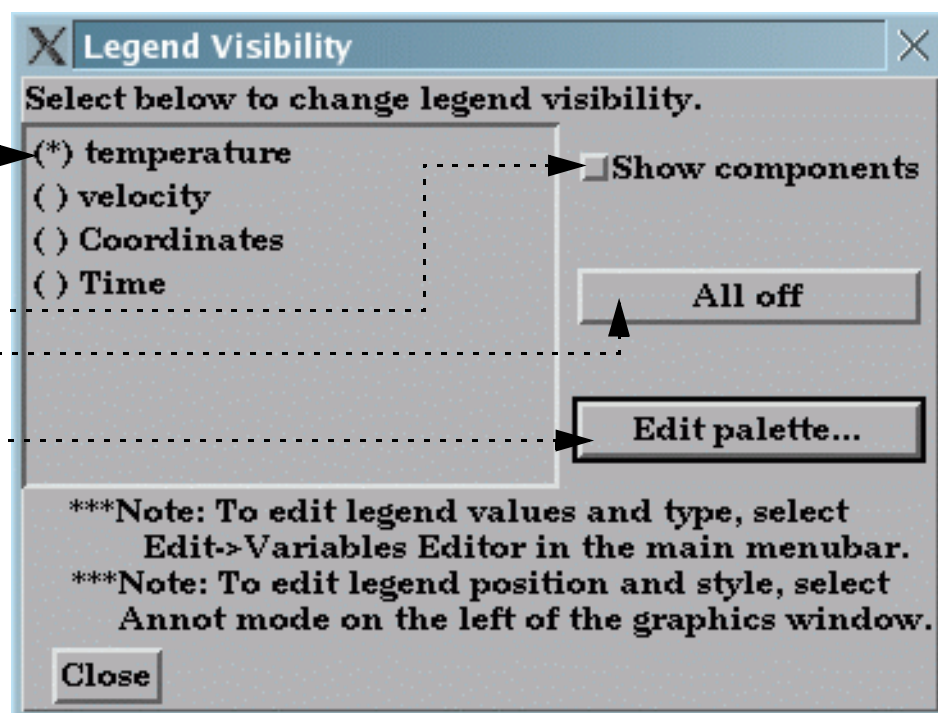 Legend Visibility
Select below to change legend visibility.
(*) temperature
( ) velocity
( ) Coordinates
( ) Time
Show components
All off
Edit palette...
***Note: To edit legend values and type, select
Edit->Variables Editor in the main menubar.
***Note: To edit legend position and style, select
Annot mode on the left of the graphics window.
Close